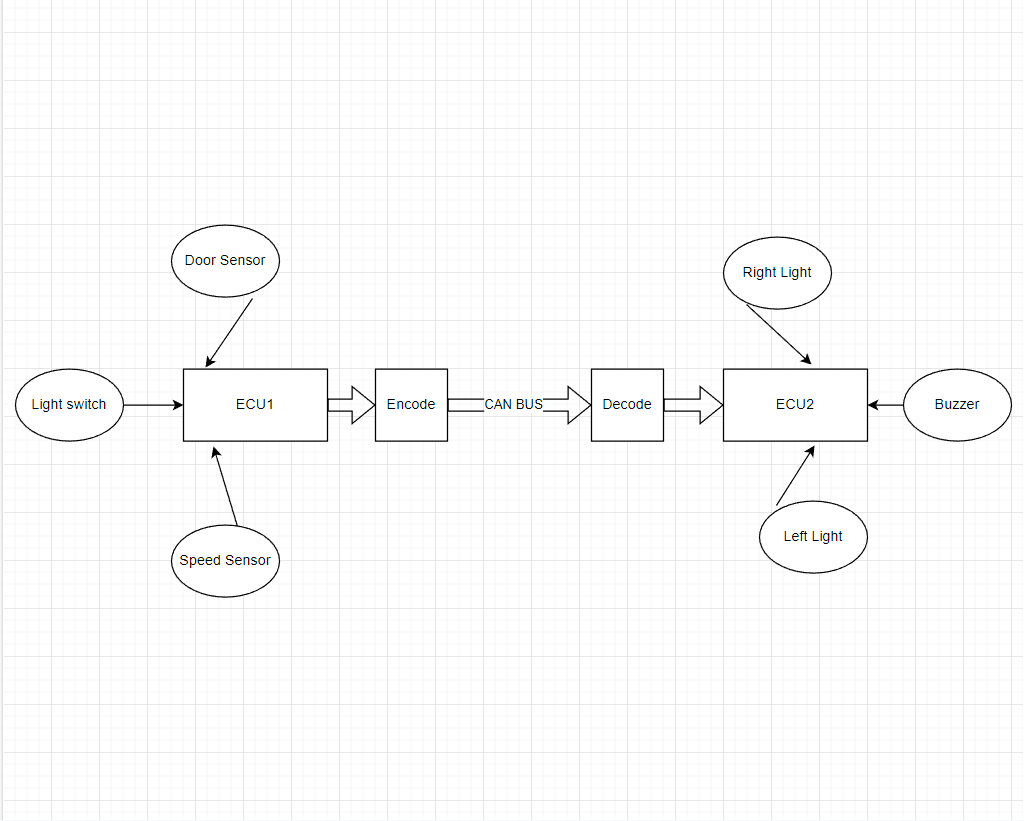 Door Sensor
Right Light
Light switch
ECU1
Encode
CAN BUS
Decode
ECU2
Buzzer
Left Light
Speed Sensor